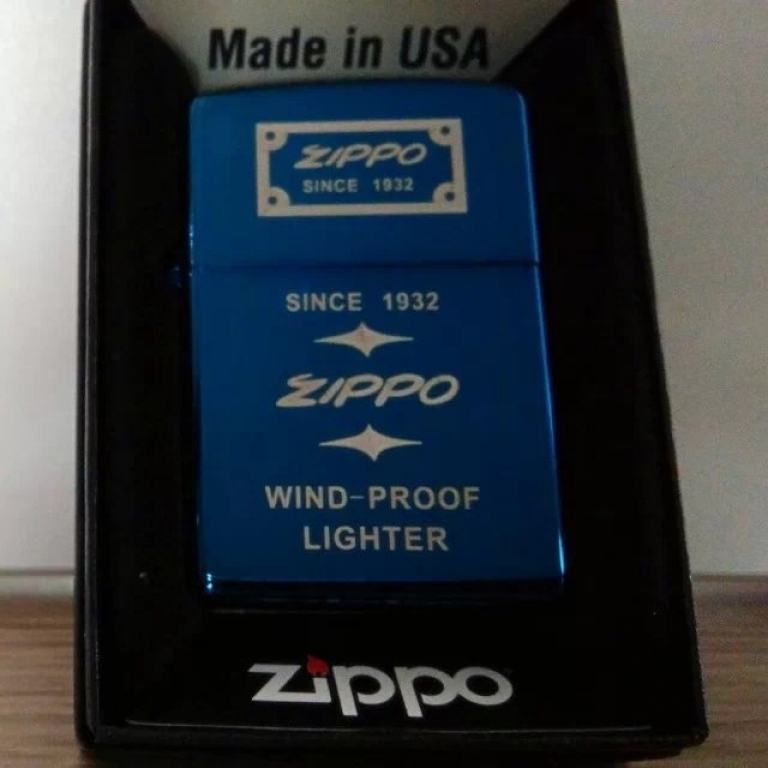 Made in USA
ZIPPO
SINCE 1932
SINCE 1932
ZIPPO
WIND-PROOF
LIGHTER
zippo